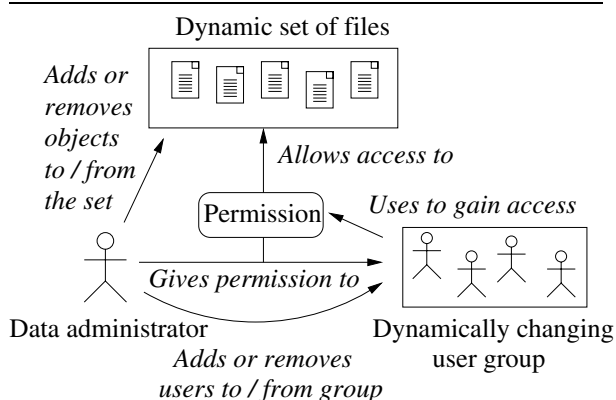 Dynamic set of files
Adds or
removes
objects
to / from
the set
Allows access to
Permission
Uses to gain access
Gives permission to
Data administrator
Dynamically changing
user group
Adds or removes
users to / from group